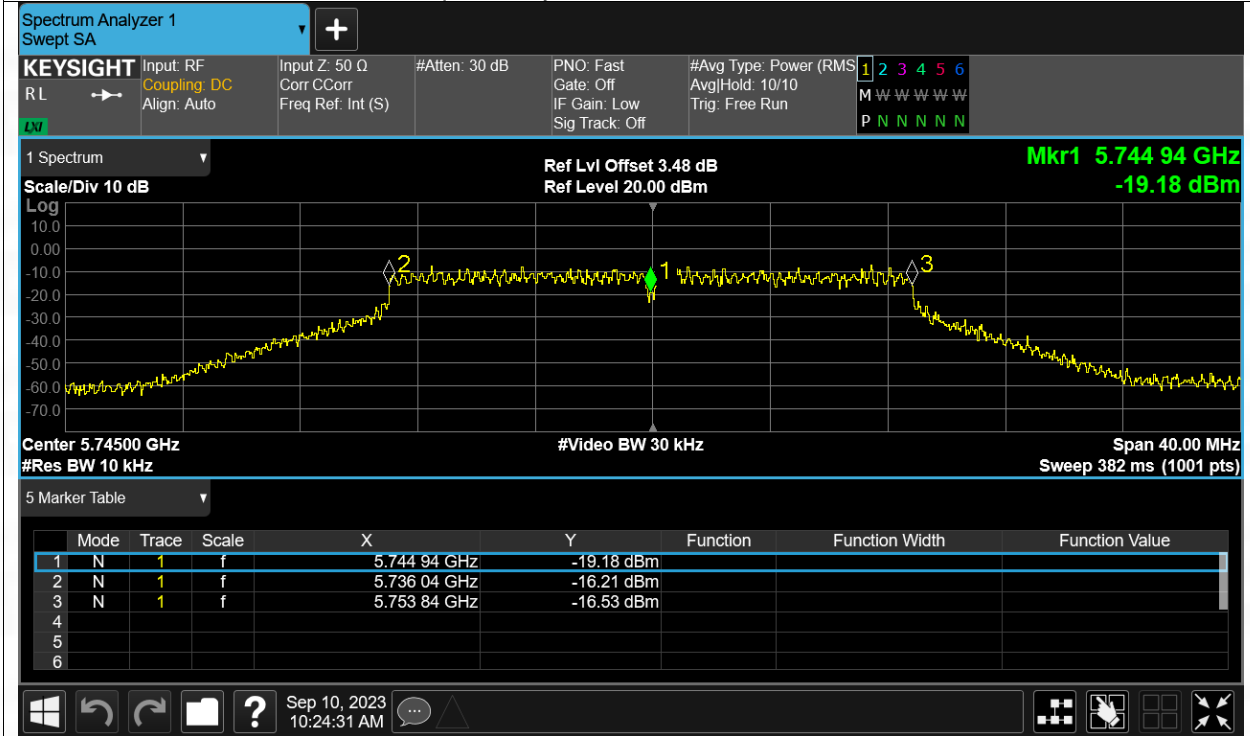 Spectrum Analyzer 1
Swept SA
+
KEYSIGHT Input: RF Input Z: 50 Ω #Atten: 30 dB PNO: Fast #Avg Type: Power (RMS 1 2 3 4 5 6
R L Coupling: DC Corr CCorr Gate: Off Avg|Hold: 10/10 M W W W W W
Align: Auto Freq Ref: Int (S) IF Gain: Low Trig: Free Run
LXI Sig Track: Off P N N N N N
1 Spectrum Ref Lvl Offset 3.48 dB Mkr1 5.744 94 GHz
Scale/Div 10 dB Ref Level 20.00 dBm -19.18 dBm
Log
10.0
0.00
-10.0 2 1 3
-20.0
-30.0
-40.0
-50.0
-60.0
-70.0
Center 5.74500 GHz #Video BW 30 kHz Span 40.00 MHz
#Res BW 10 kHz Sweep 382 ms (1001 pts)
5 Marker Table
Mode Trace Scale X Y Function Function Width Function Value
1 N 1 f 5.744 94 GHz -19.18 dBm
2 N 1 f 5.736 04 GHz -16.21 dBm
3 N 1 f 5.753 84 GHz -16.53 dBm
4
5
6
? Sep 10, 2023
10:24:31 AM